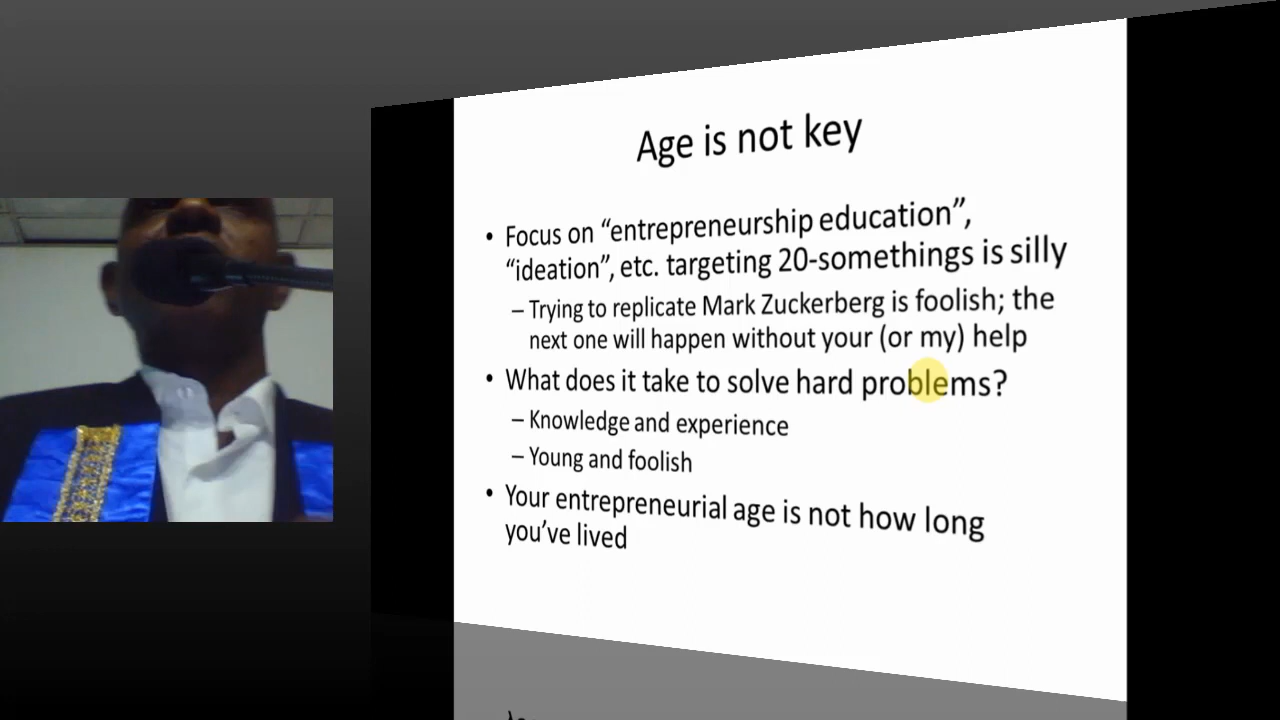 Age is not key
• Focus on “entrepreneurship education”,
“ideation”, etc. targeting 20-somethings is silly
– Trying to replicate Mark Zuckerberg is foolish; the
next one will happen without your (or my) help
• What does it take to solve hard problems?
– Knowledge and experience
– Young and foolish
• Your entrepreneurial age is not how long
you’ve lived